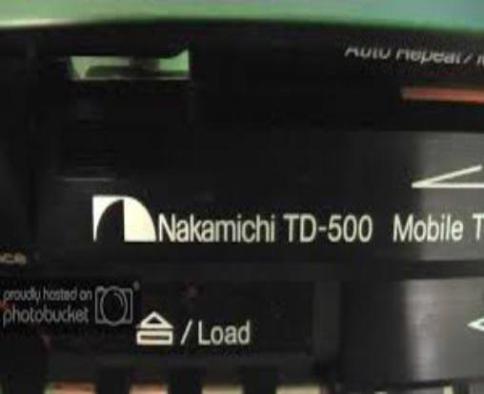 Auto Repeat /
Nakamichi TD-500 Mobile T
proudly hosted on
photobucket
/ Load